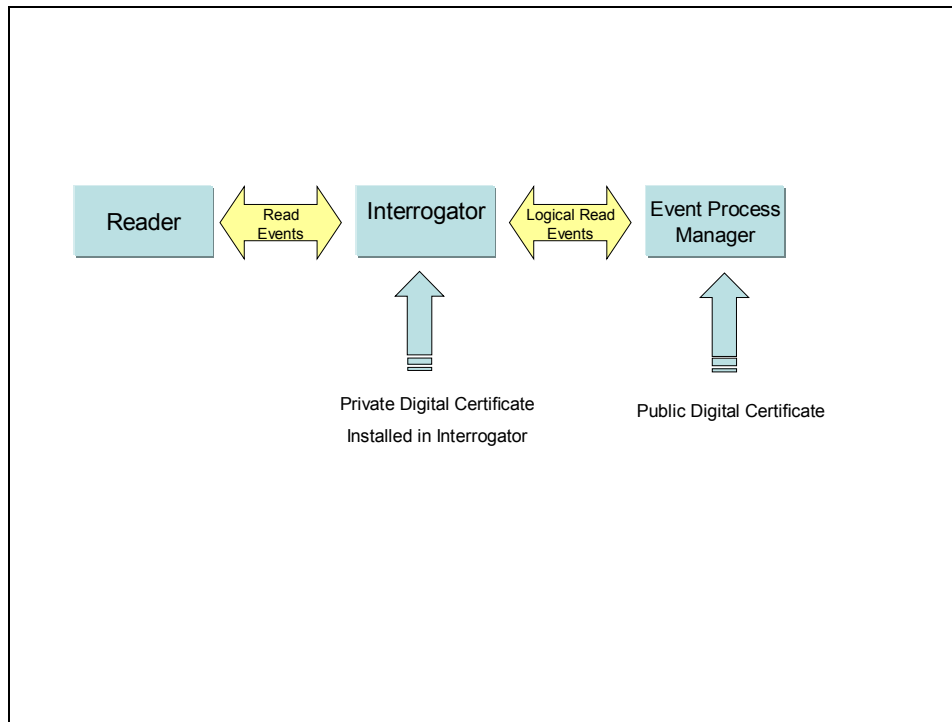 Reader
Read
Events
Interrogator
Logical Read
Events
Event Process
Manager
Private Digital Certificate
Installed in Interrogator
Public Digital Certificate